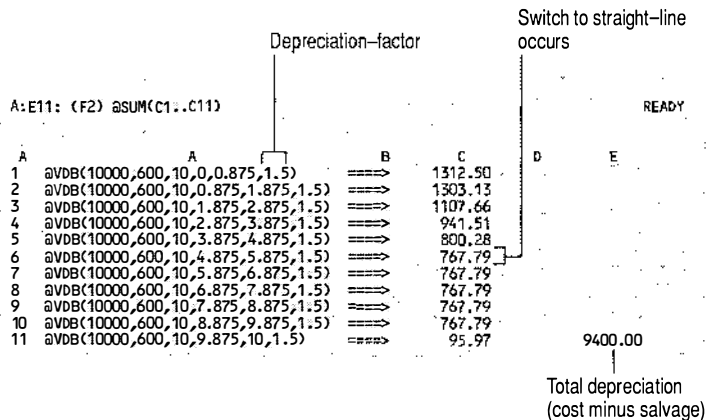 Switch to straight–line
occurs
Depreciation–factor
A:E11: (F2) @SUM(C1..C11) READY
A A B C D E
1 @VDB(10000,600,10,0,0.875,1.5) ====> 1312.50
2 @VDB(10000,600,10,0.875,1.875,1.5) ====> 1303.13
3 @VDB(10000,600,10,1.875,2.875,1.5) ====> 1107.66
4 @VDB(10000,600,10,2.875,3.875,1.5) ====> 941.51
5 @VDB(10000,600,10,3.875,4.875,1.5) ====> 800.28
6 @VDB(10000,600,10,4.875,5.875,1.5) ====> 767.79
7 @VDB(10000,600,10,5.875,6.875,1.5) ====> 767.79
8 @VDB(10000,600,10,6.875,7.875,1.5) ====> 767.79
9 @VDB(10000,600,10,7.875,8.875,1.5) ====> 767.79
10 @VDB(10000,600,10,8.875,9.875,1.5) ====> 767.79
11 @VDB(10000,600,10,9.875,10,1.5) ====> 95.97 9400.00
Total depreciation
(cost minus salvage)